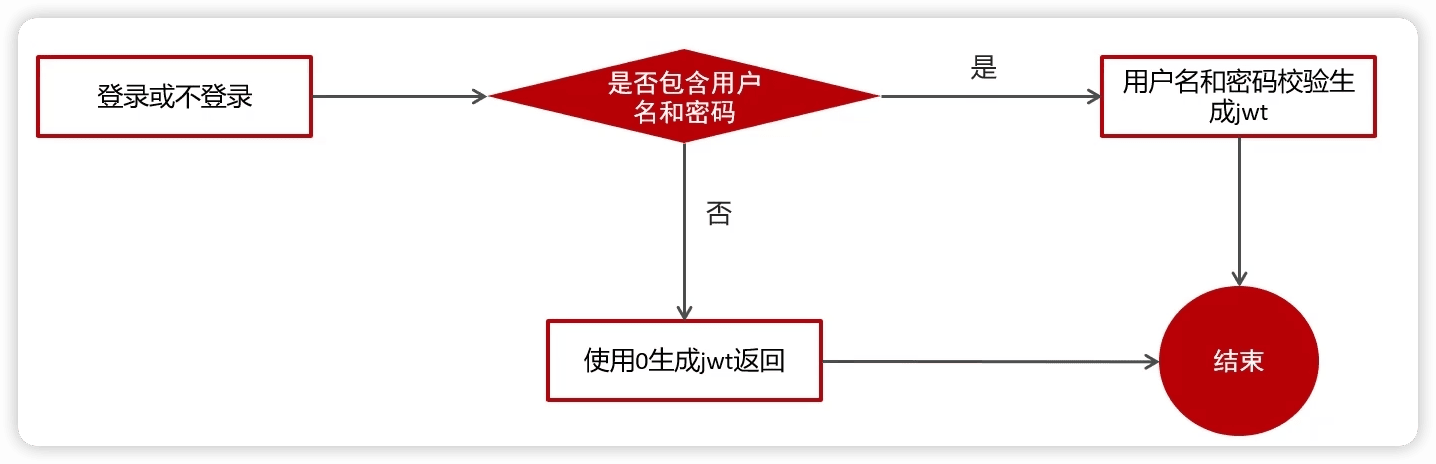 登录或不登录
是否包含用户
名和密码
是
用户名和密码校验生
成jwt
否
使用0生成jwt返回
结束